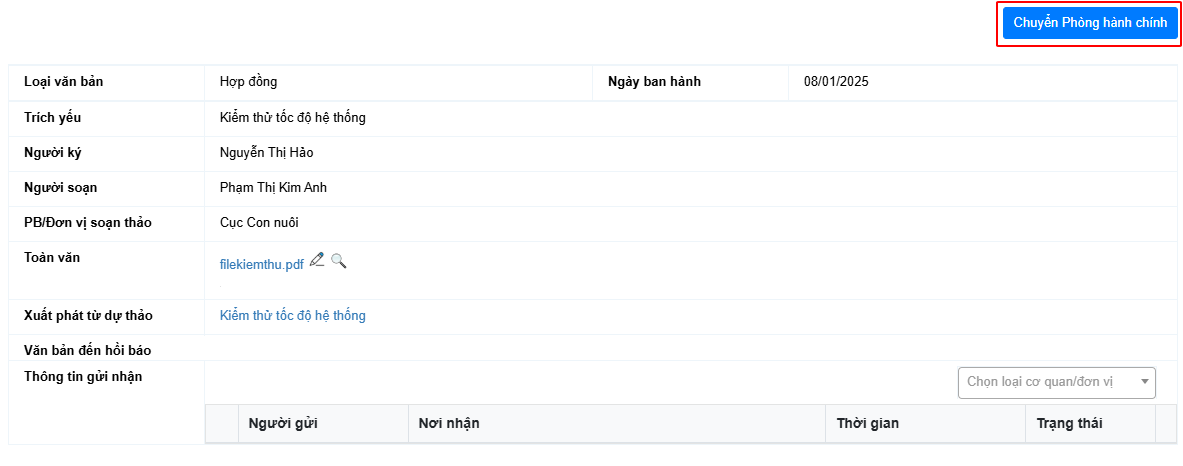 Chuyển Phòng hành chính
Loại văn bản Hợp đồng Ngày ban hành 08/01/2025
Trích yếu Kiểm thử tốc độ hệ thống
Người ký Nguyễn Thị Hảo
Người soạn Phạm Thị Kim Anh
PB/Đơn vị soạn thảo Cục Con nuôi
Toàn văn filekiemthu.pdf
Xuất phát từ dự thảo Kiểm thử tốc độ hệ thống
Văn bản đến hồi báo
Thông tin gửi nhận Chọn loại cơ quan/đơn vị
Người gửi Nơi nhận Thời gian Trạng thái